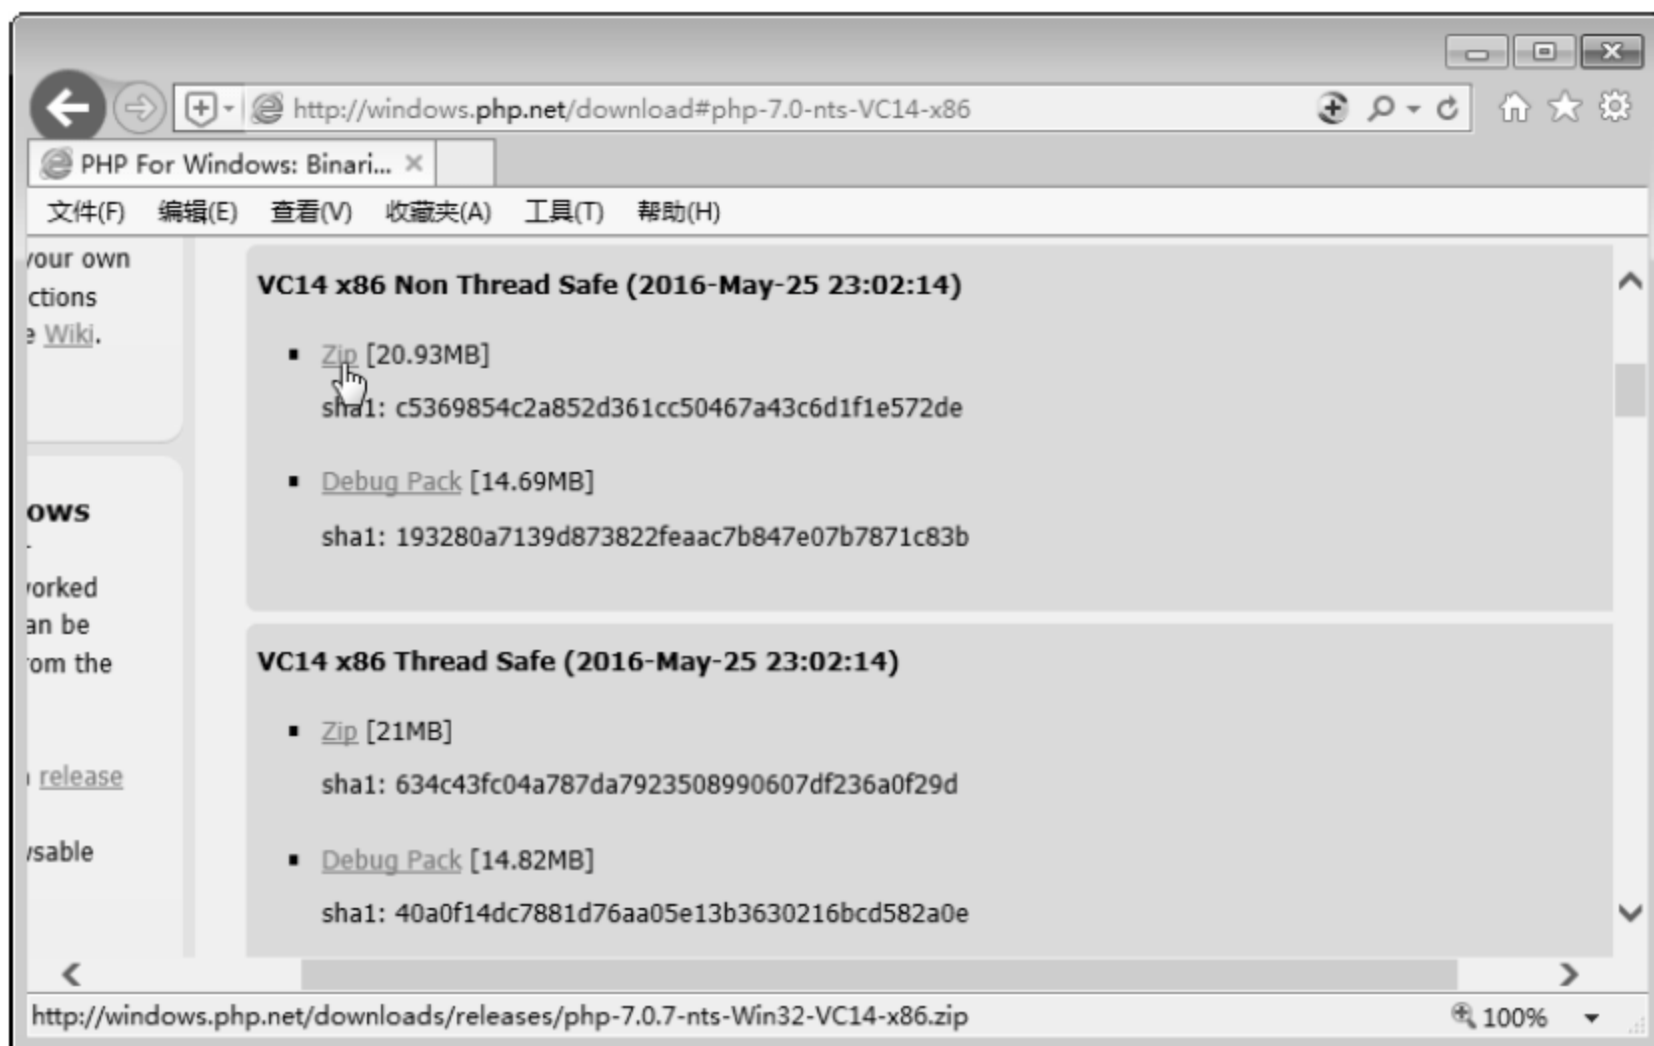 http://windows.php.net/download#php-7.0-nts-VC14-x86
PHP For Windows: Binari...
文件(F) 编辑(E) 查看(V) 收藏夹(A) 工具(T) 帮助(H)
your own
ctions
e Wiki.
ows
vorked
an be
rom the
release
vsable
VC14 x86 Non Thread Safe (2016-May-25 23:02:14)
Zip [20.93MB]
sha1: c5369854c2a852d361cc50467a43c6d1f1e572de
Debug Pack [14.69MB]
sha1: 193280a7139d873822feaac7b847e07b7871c83b
VC14 x86 Thread Safe (2016-May-25 23:02:14)
Zip [21MB]
sha1: 634c43fc04a787da7923508990607df236a0f29d
Debug Pack [14.82MB]
sha1: 40a0f14dc7881d76aa05e13b3630216bcd582a0e
http://windows.php.net/downloads/releases/php-7.0.7-nts-Win32-VC14-x86.zip
100%